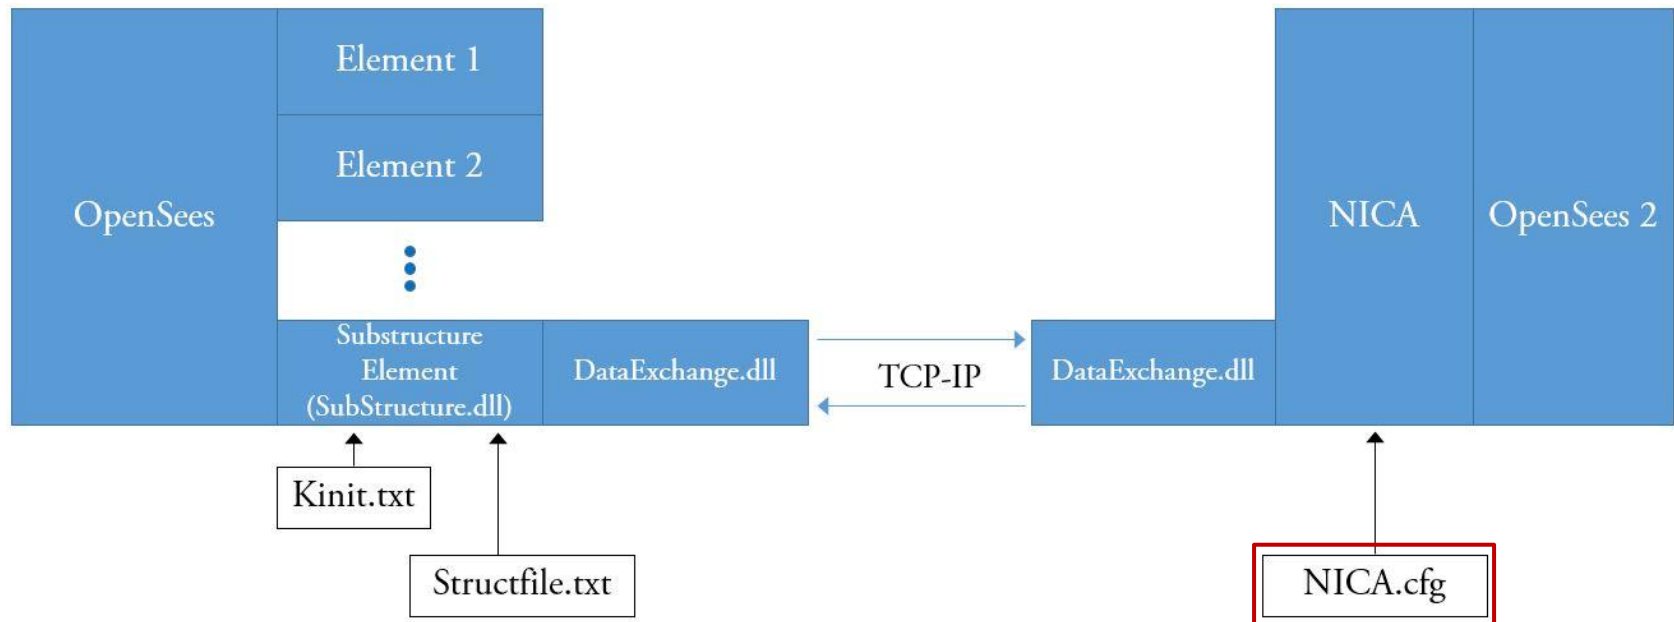 OpenSees
Element 1
Element 2
Substructure
Element
(SubStructure.dll)
DataExchange.dll
TCP-IP
DataExchange.dll
NICA
OpenSees 2
Kinit.txt
Structfile.txt
NICA.cfg